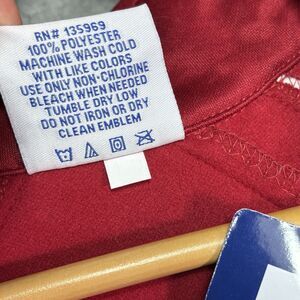 RN# 135969
100% POLYESTER
MACHINE WASH COLD
WITH LIKE COLORS
USE ONLY NON-CHLORINE
BLEACH WHEN NEEDED
TUMBLE DRY LOW
DO NOT IRON OR DRY
CLEAN EMBLEM